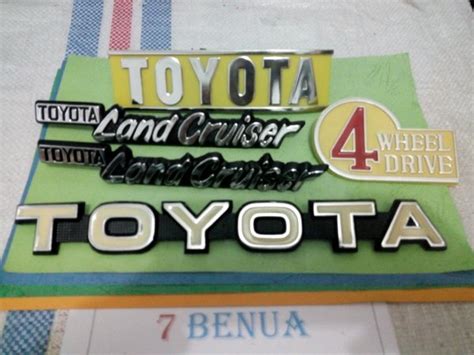 TOYOTA
TOYOTA Land Cruiser
TOYOTA Land Cruiser
4 WHEEL
DRIVE
TOYOTA
7 BENUA